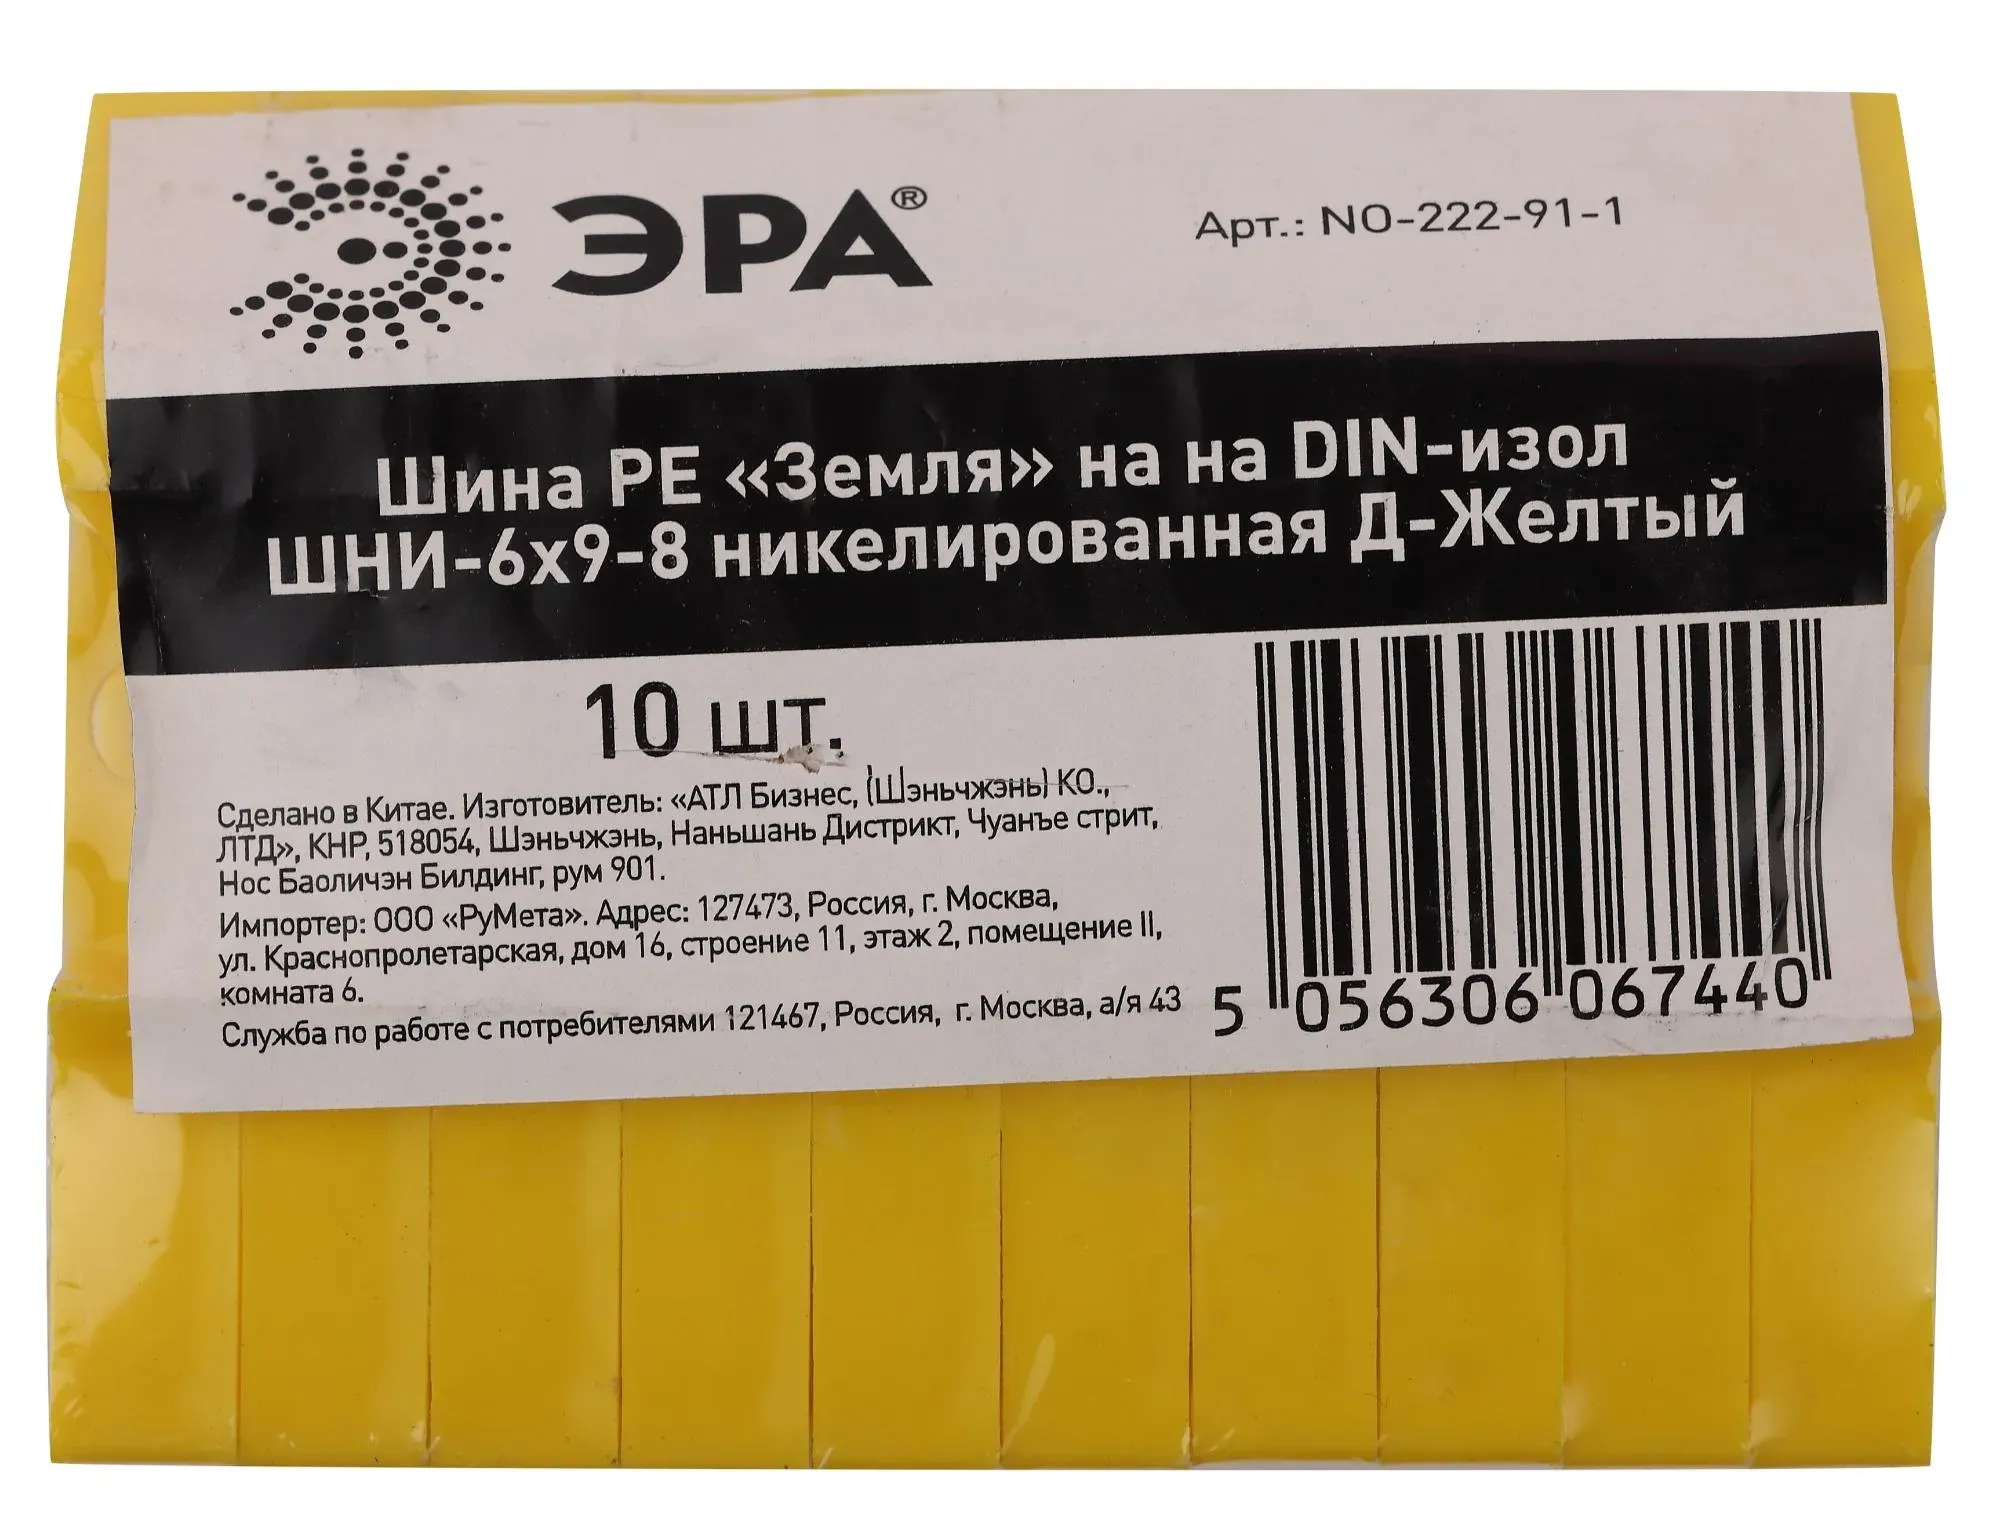 ЭРА®
Арт.: NO-222-91-1
Шина PE «Земля» на на DIN-изол
ШНИ-6х9-8 никелированная Д-Желтый
10 шт.
Сделано в Китае. Изготовитель: «АТЛ Бизнес, (Шэньчжэнь) КО.,
ЛТД», КНР, 518054, Шэньчжэнь, Наньшань Дистрикт, Чуанъе стрит,
Нос Баоличэн Билдинг, рум 901.
Импортер: ООО «РуМета». Адрес: 127473, Россия, г. Москва,
ул. Краснопролетарская, дом 16, строение 11, этаж 2, помещение II,
комната 6.
Служба по работе с потребителями 121467, Россия, г. Москва, а/я 43
5 056306 067440